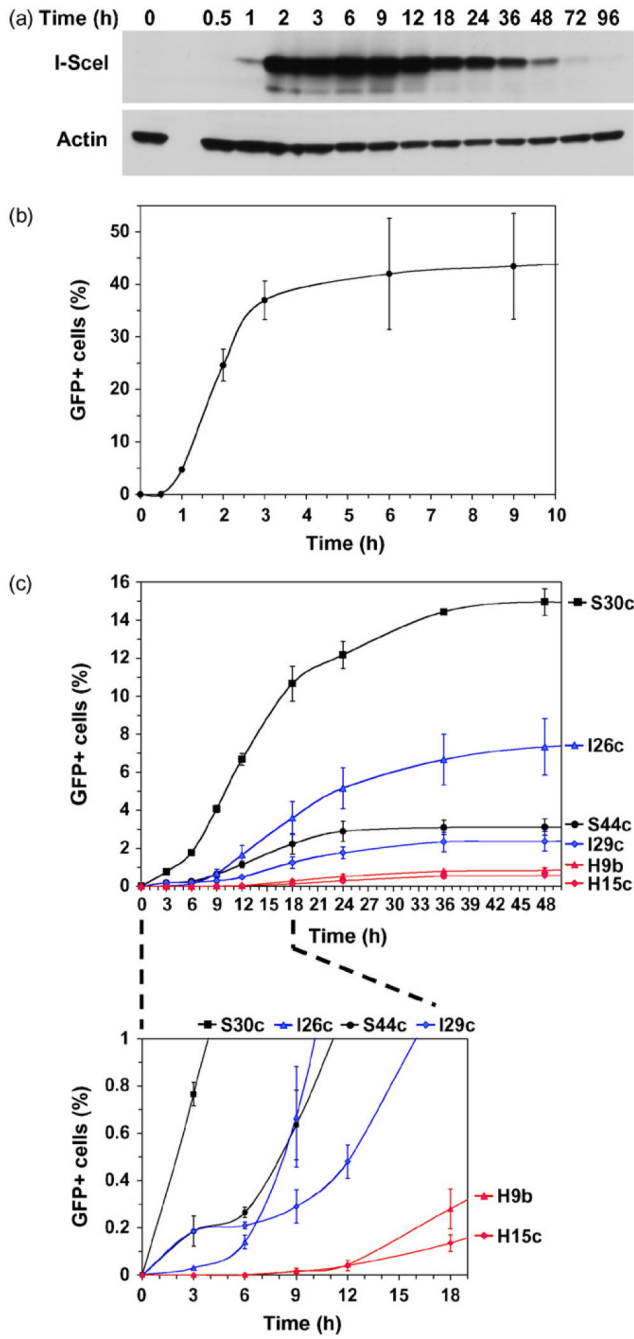 (a) Time (h) 0 0.5 1 2 3 6 9 12 18 24 36 48 72 96
I-SceI
Actin
(b)
50
40
30
20
10
0
GFP+ cells (%)
0 1 2 3 4 5 6 7 8 9 10
Time (h)
(c)
16
14
12
10
8
6
4
2
0
GFP+ cells (%)
S30c
I26c
S44c
I29c
H9b
H15c
0 3 6 9 12 15 18 21 24 27 30 33 36 39 42 45 48
Time (h)
S30c I26c S44c I29c
1
0.8
0.6
0.4
0.2
0
GFP+ cells (%)
H9b
H15c
0 3 6 9 12 15 18
Time (h)